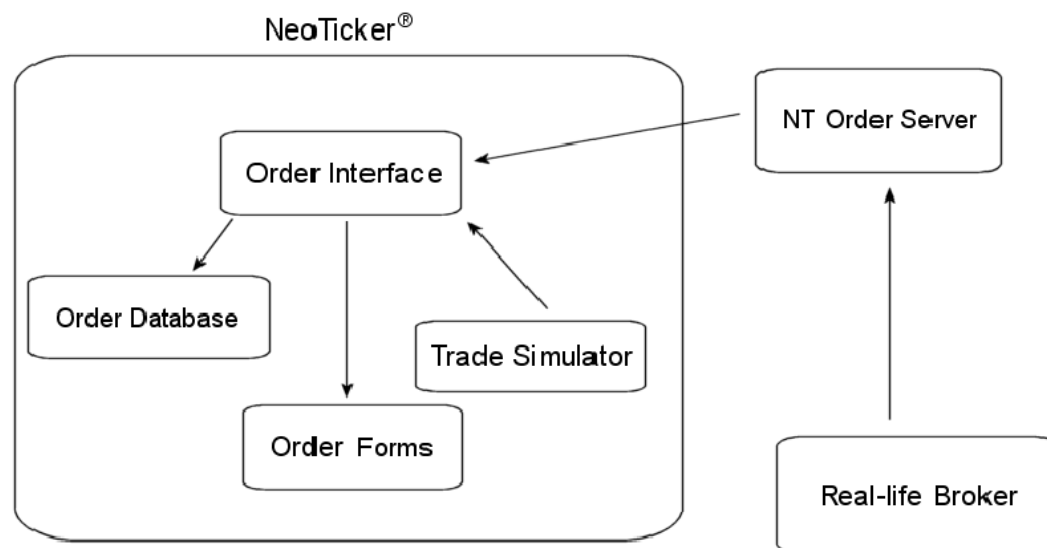 NeoTicker®
NT Order Server
Order Interface
Order Database
Trade Simulator
Order Forms
Real-life Broker